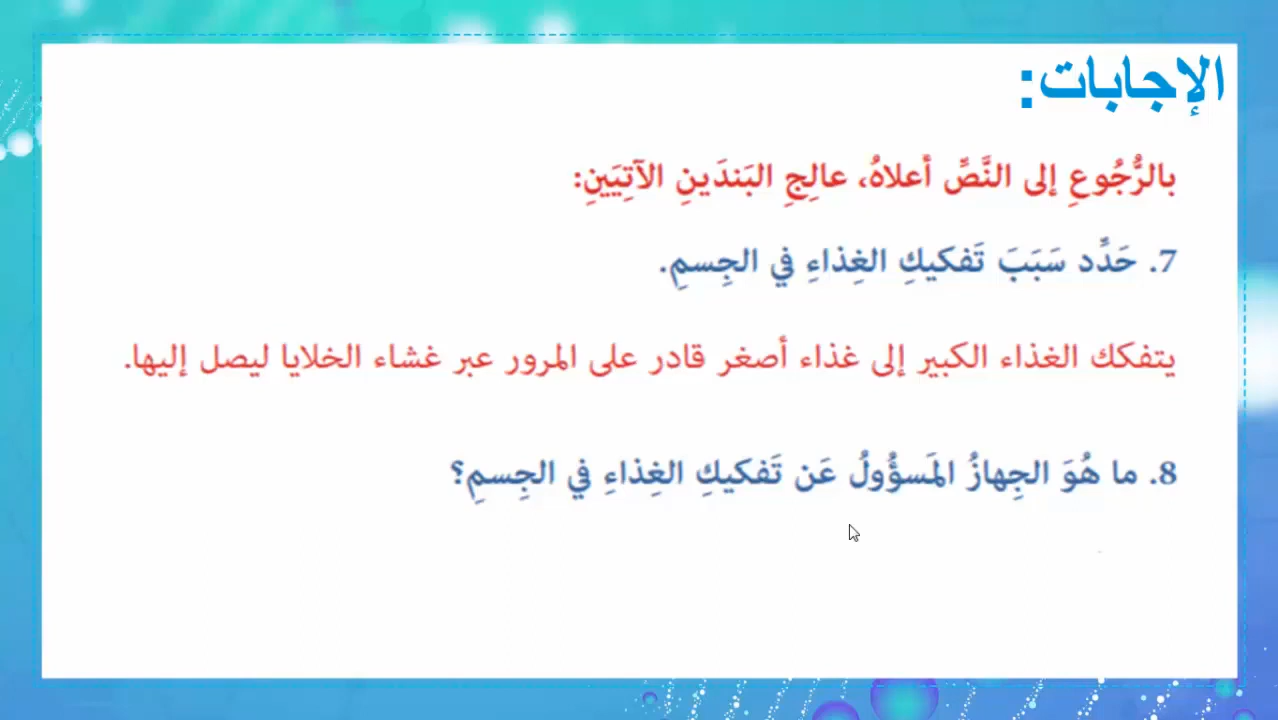 الإجابات:
بالرُّجُوعِ إلى النَّصِّ أعلاهُ، عالِجِ البَندَينِ الآتِيَينِ:
7. حَدِّد سَبَبَ تَفكيكِ الغِذاءِ في الجِسمِ.
يتفكك الغذاء الكبير إلى غذاء أصغر قادر على المرور عبر غشاء الخلايا ليصل إليها.
8. ما هُوَ الجِهازُ المَسؤُولُ عَن تَفكيكِ الغِذاءِ في الجِسمِ؟